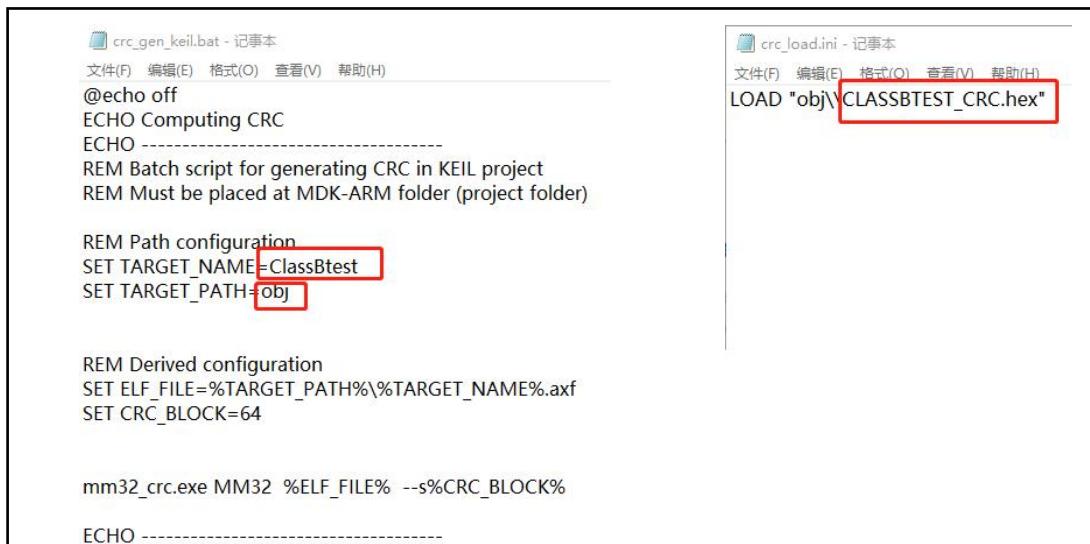 crc_gen_keil.bat - 记事本
文件(F) 编辑(E) 格式(O) 查看(V) 帮助(H)
@echo off
ECHO Computing CRC
ECHO -------------------------------------
REM Batch script for generating CRC in KEIL project
REM Must be placed at MDK-ARM folder (project folder)
REM Path configuration
SET TARGET_NAME=ClassBtest
SET TARGET_PATH=obj
REM Derived configuration
SET ELF_FILE=%TARGET_PATH%\%TARGET_NAME%.axf
SET CRC_BLOCK=64
mm32_crc.exe MM32  %ELF_FILE%  --s%CRC_BLOCK%
ECHO -------------------------------------
crc_load.ini - 记事本
文件(F) 编辑(E) 格式(O) 查看(V) 帮助(H)
LOAD "obj\\CLASSBTEST_CRC.hex"